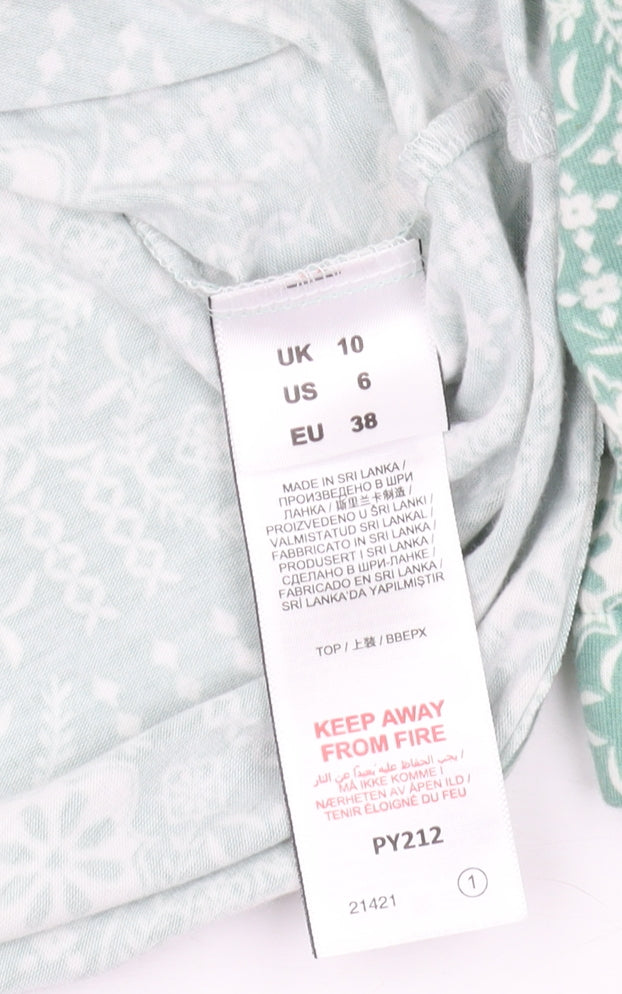 UK 10
US 6
EU 38
MADE IN SRI LANKA /
ПРОИЗВЕДЕНО В ШРИ
ЛАНКА / 斯里兰卡制造 /
PROIZVEDENO U ŠRI LANKI /
VALMISTATUD SRI LANKAL /
FABBRICATO IN SRI LANKA /
PRODUSERT I SRI LANKA /
СДЕЛАНО В ШРИ-ЛАНКЕ /
FABRICADO EN SRI LANKA /
SRİ LANKA'DA YAPILMIŞTIR
TOP / 上装 / ВВЕРХ
KEEP AWAY
FROM FIRE
يجب الحفاظ عليه بعيداً عن النار /
MÅ IKKE KOMME I
NÆRHETEN AV ÅPEN ILD /
TENIR ÉLOIGNÉ DU FEU
PY212
21421 1